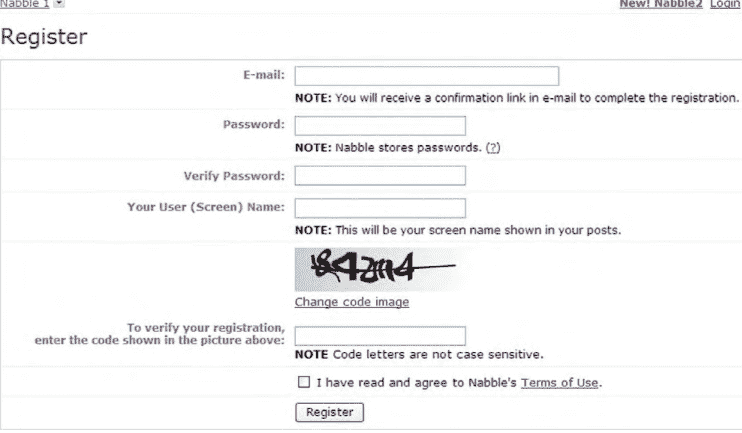 Nabble 1
New! Nabble2 Login
Register
E-mail:
NOTE: You will receive a confirmation link in e-mail to complete the registration.
Password:
NOTE: Nabble stores passwords. (?)
Verify Password:
Your User (Screen) Name:
NOTE: This will be your screen name shown in your posts.
Change code image
To verify your registration,
enter the code shown in the picture above:
NOTE Code letters are not case sensitive.
I have read and agree to Nabble's Terms of Use.
Register